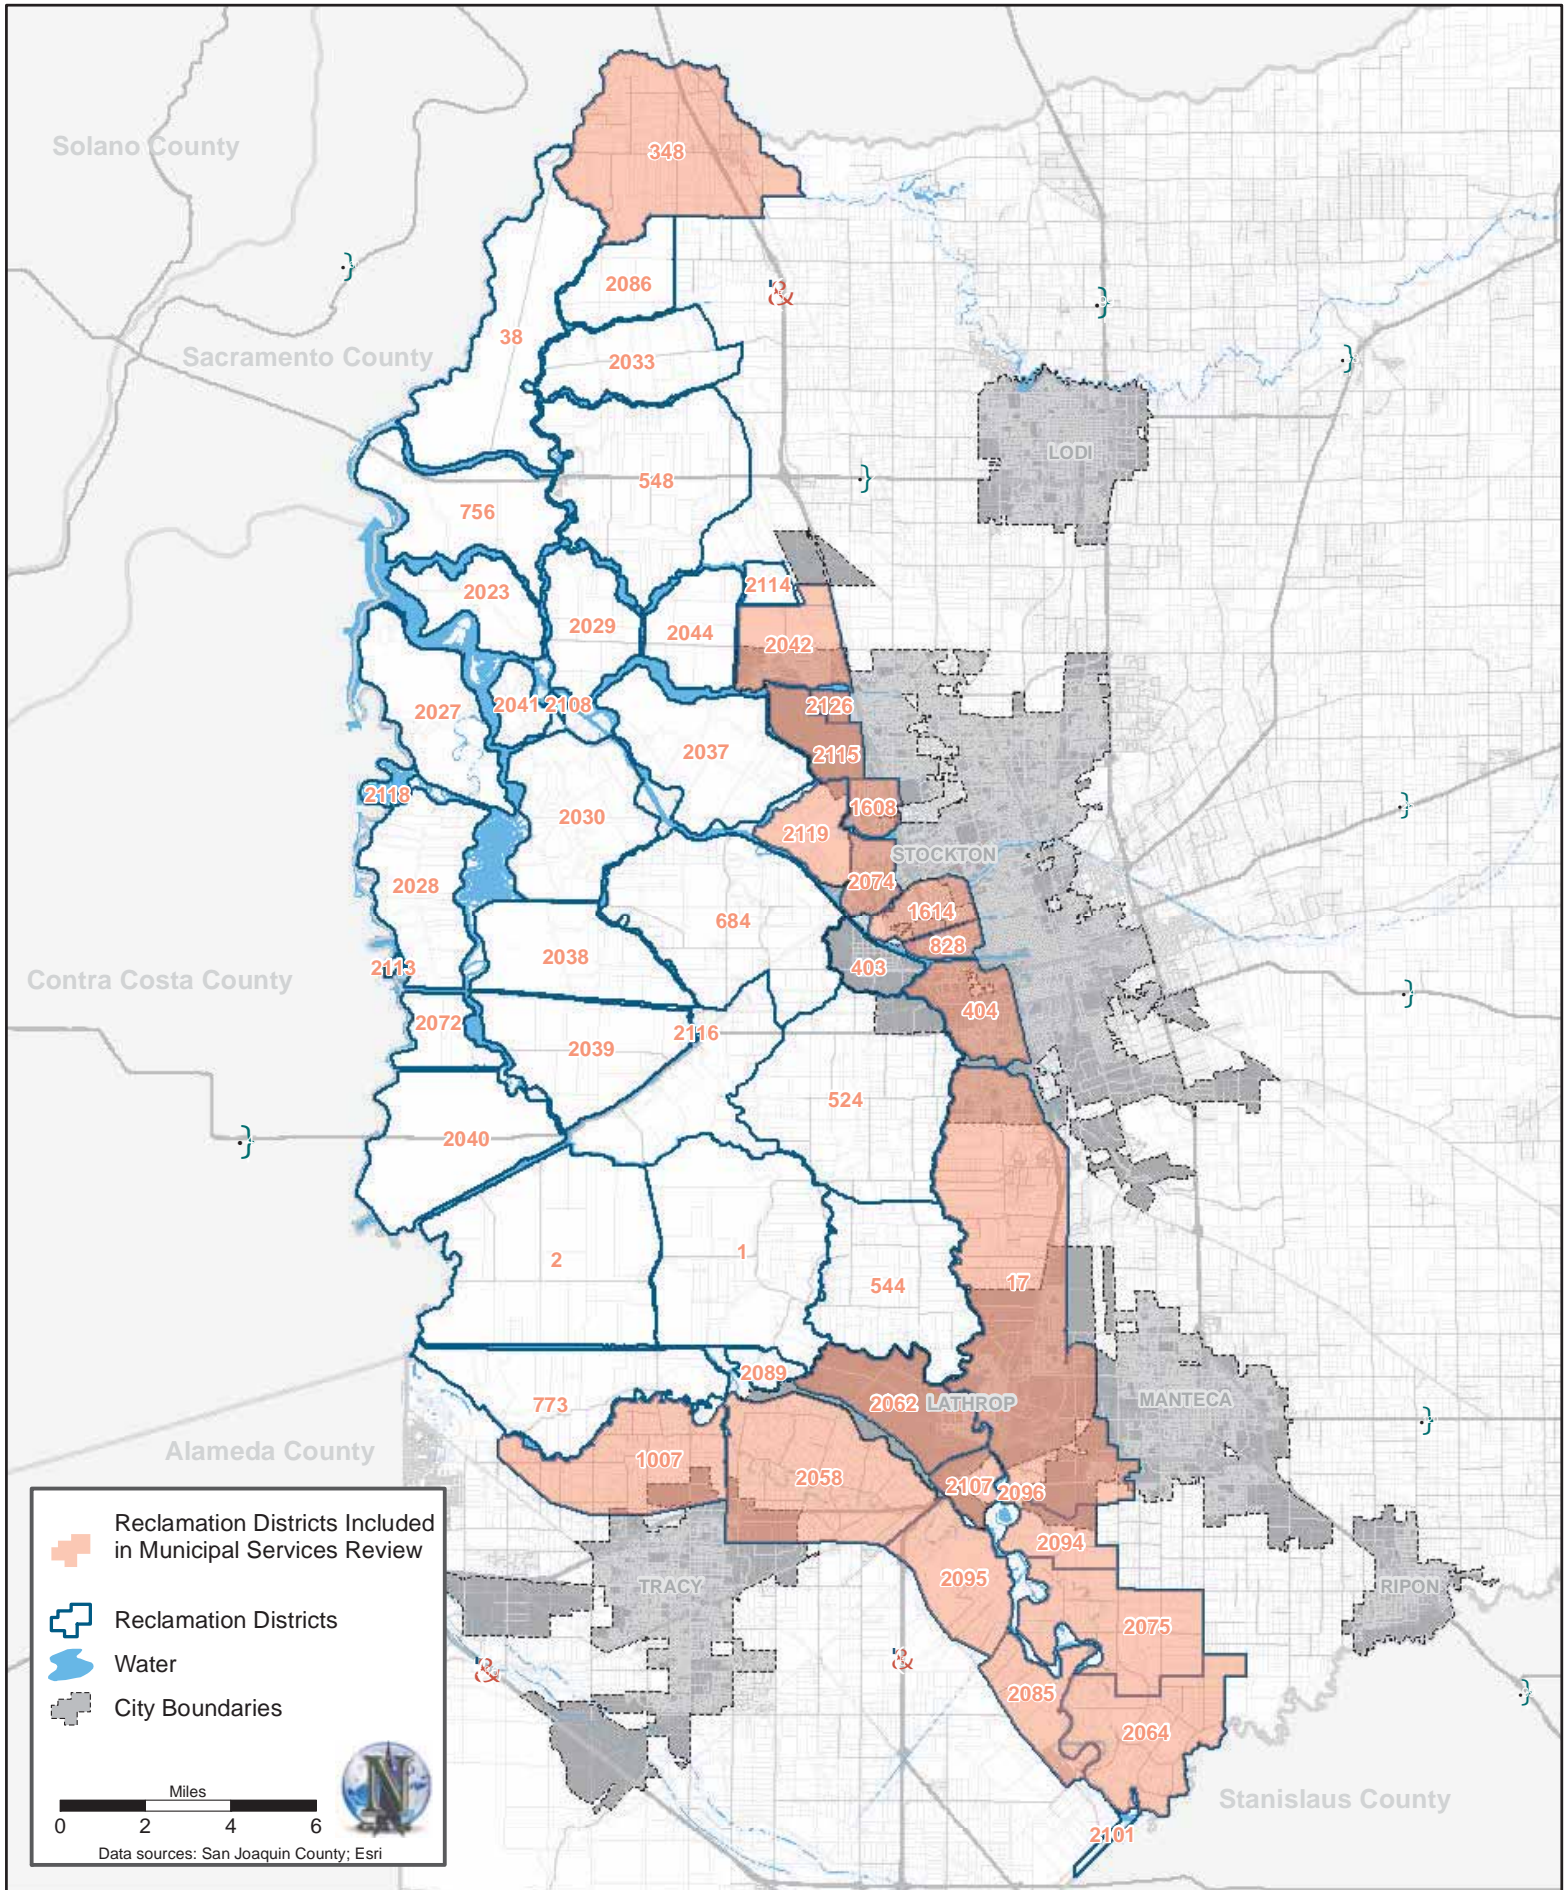 Solano County
348
2086
38
2033
Sacramento County
LODI
548
756
2114
2023
2029
2044
2042
2041
2108
2126
2027
2037
2115
2118
1608
2030
2119
STOCKTON
2074
2028
1614
684
828
2038
403
2113
Contra Costa County
404
2072
2116
2039
524
2040
2
1
17
544
2089
773
2062
LATHROP
MANTECA
Alameda County
1007
2058
2107
2096
2094
2095
TRACY
RIPON
2075
2085
2064
2101
Stanislaus County
Reclamation Districts Included
in Municipal Services Review
Reclamation Districts
Water
City Boundaries
N
Miles
0 2 4 6
Data sources: San Joaquin County; Esri